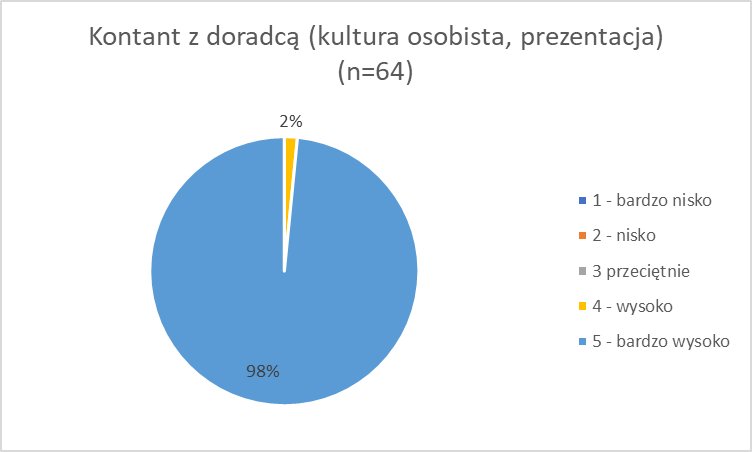 Kontant z doradcą (kultura osobista, prezentacja)
(n=64)
2%
98%
1 - bardzo nisko
2 - nisko
3 przeciętnie
4 - wysoko
5 - bardzo wysoko